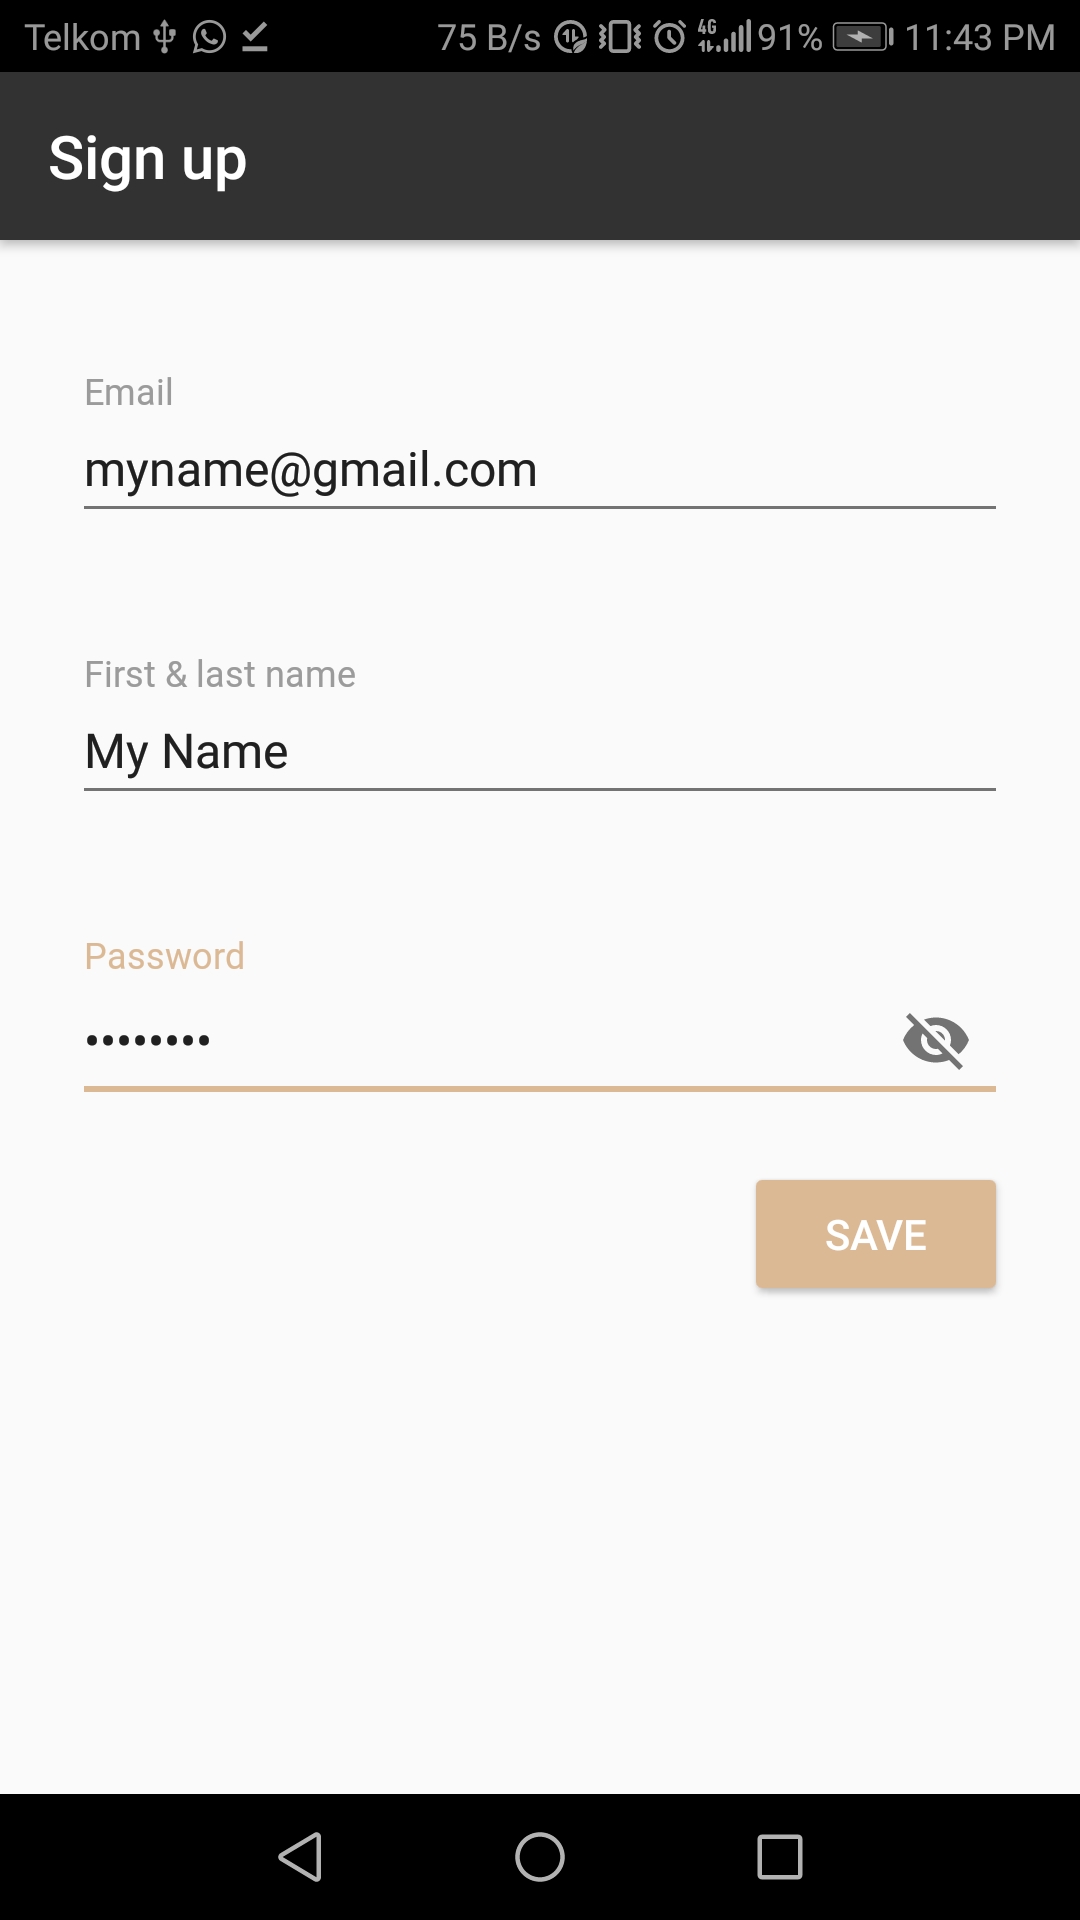 Telkom 75 B/s 4G 91% 11:43 PM
Sign up
Email
myname@gmail.com
First & last name
My Name
Password
••••••••
SAVE